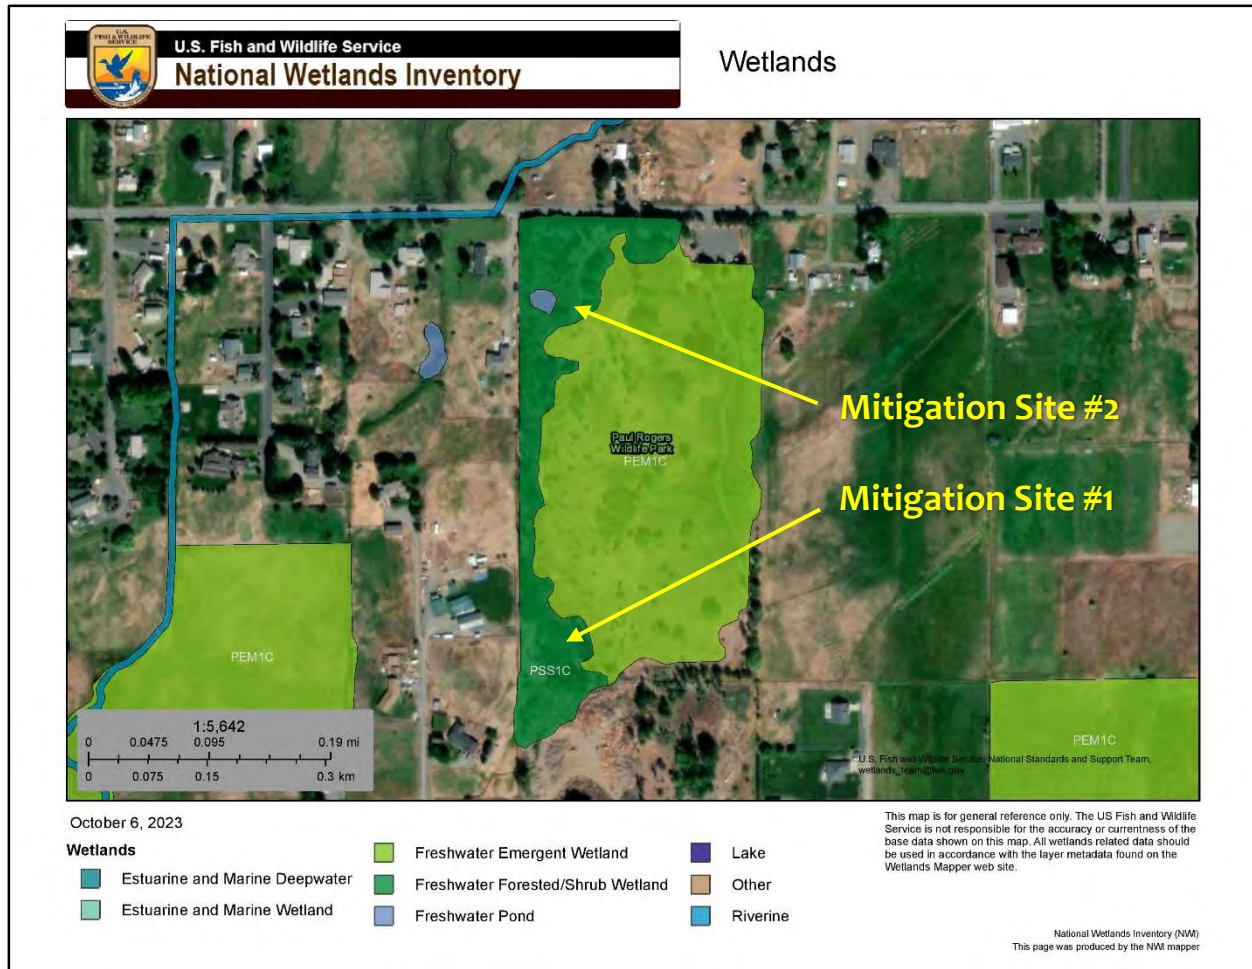 U.S.
FISH & WILDLIFE
SERVICE
U.S. Fish and Wildlife Service
National Wetlands Inventory
Wetlands
Mitigation Site #2
Paul Rogers
Wildlife Park
PEM1C
Mitigation Site #1
PEM1C
PSS1C
PEM1C
1:5,642
0 0.0475 0.095 0.19 mi
0 0.075 0.15 0.3 km
U.S. Fish and Wildlife Service, National Standards and Support Team,
wetlands_team@fws.gov
October 6, 2023
Wetlands
Estuarine and Marine Deepwater
Estuarine and Marine Wetland
Freshwater Emergent Wetland
Freshwater Forested/Shrub Wetland
Freshwater Pond
Lake
Other
Riverine
This map is for general reference only. The US Fish and Wildlife
Service is not responsible for the accuracy or currentness of the
base data shown on this map. All wetlands related data should
be used in accordance with the layer metadata found on the
Wetlands Mapper web site.
National Wetlands Inventory (NWI)
This page was produced by the NWI mapper